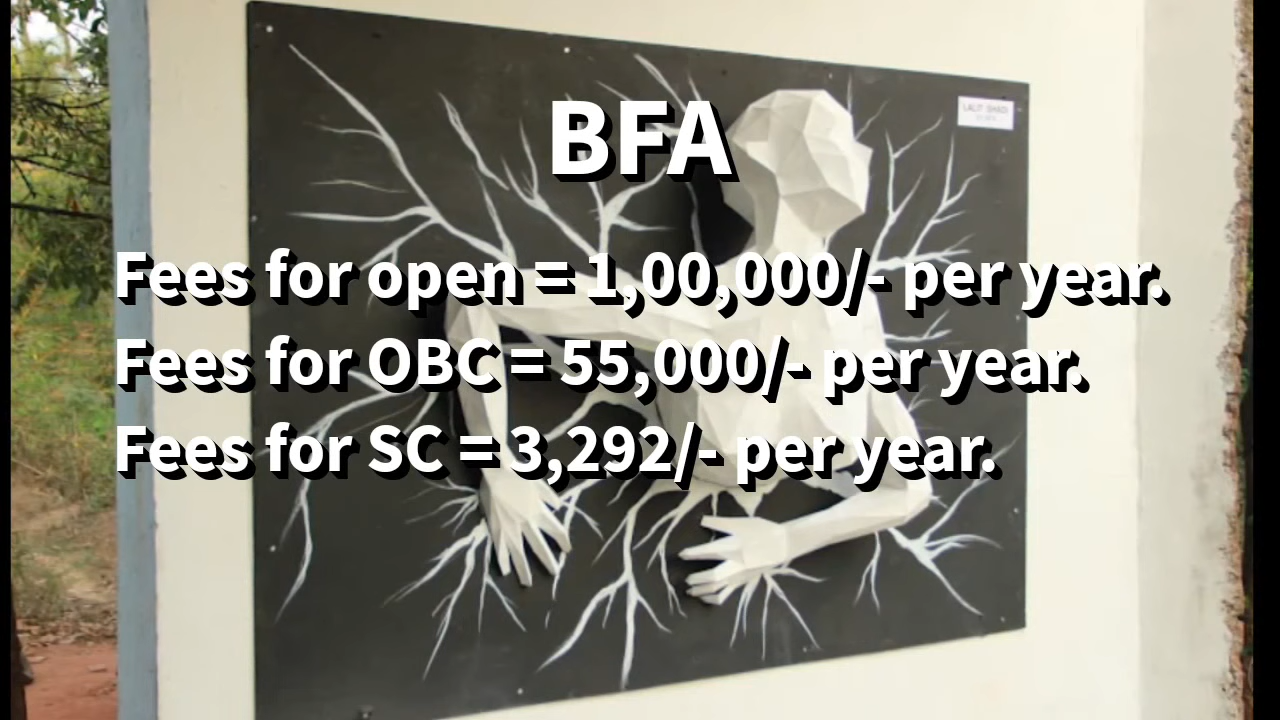 BFA
LALIT
Fees for open = 1,00,000/- per year.
Fees for OBC = 55,000/- per year.
Fees for SC = 3,292/- per year.